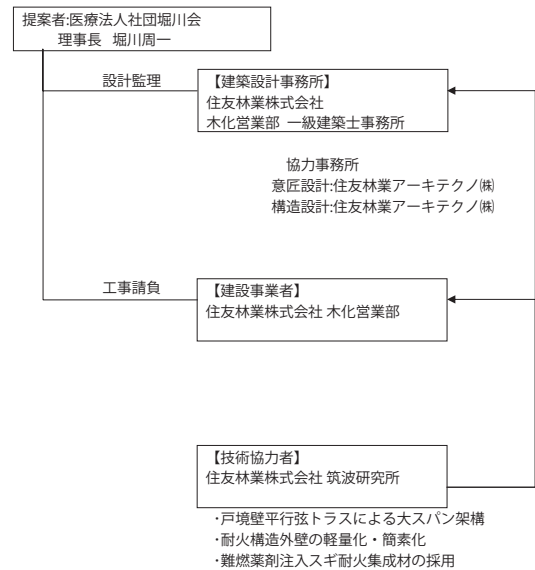 提案者:医療法人社団堀川会
理事長 堀川周一
設計監理
【建築設計事務所】
住友林業株式会社
木化営業部 一級建築士事務所
協力事務所
意匠設計:住友林業アーキテクノ㈱
構造設計:住友林業アーキテクノ㈱
工事請負
【建設事業者】
住友林業株式会社 木化営業部
【技術協力者】
住友林業株式会社 筑波研究所
・戸境壁平行弦トラスによる大スパン架構
・耐火構造外壁の軽量化・簡素化
・難燃薬剤注入スギ耐火集成材の採用